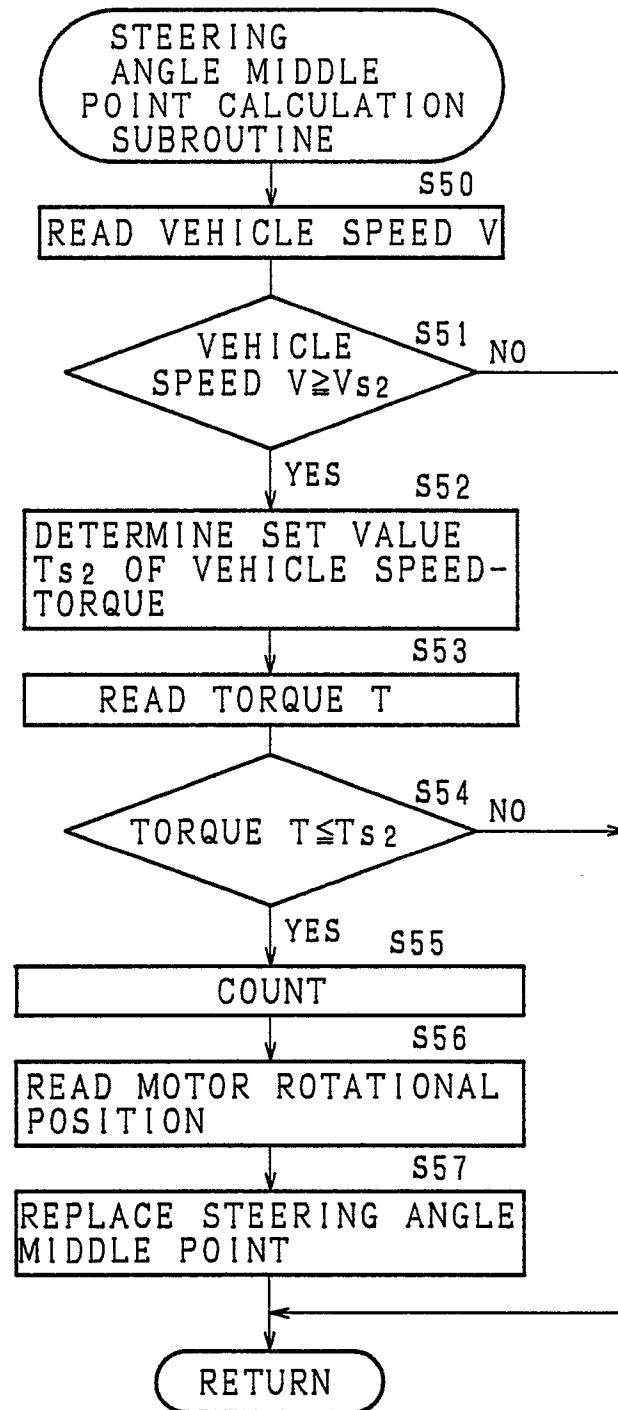 STEERING
ANGLE MIDDLE
POINT CALCULATION
SUBROUTINE
S50
READ VEHICLE SPEED V
S51
VEHICLE
SPEED V≧Vs2
NO
YES
S52
DETERMINE SET VALUE
Ts2 OF VEHICLE SPEED-
TORQUE
S53
READ TORQUE T
S54
TORQUE T≦Ts2
NO
YES
S55
COUNT
S56
READ MOTOR ROTATIONAL
POSITION
S57
REPLACE STEERING ANGLE
MIDDLE POINT
RETURN